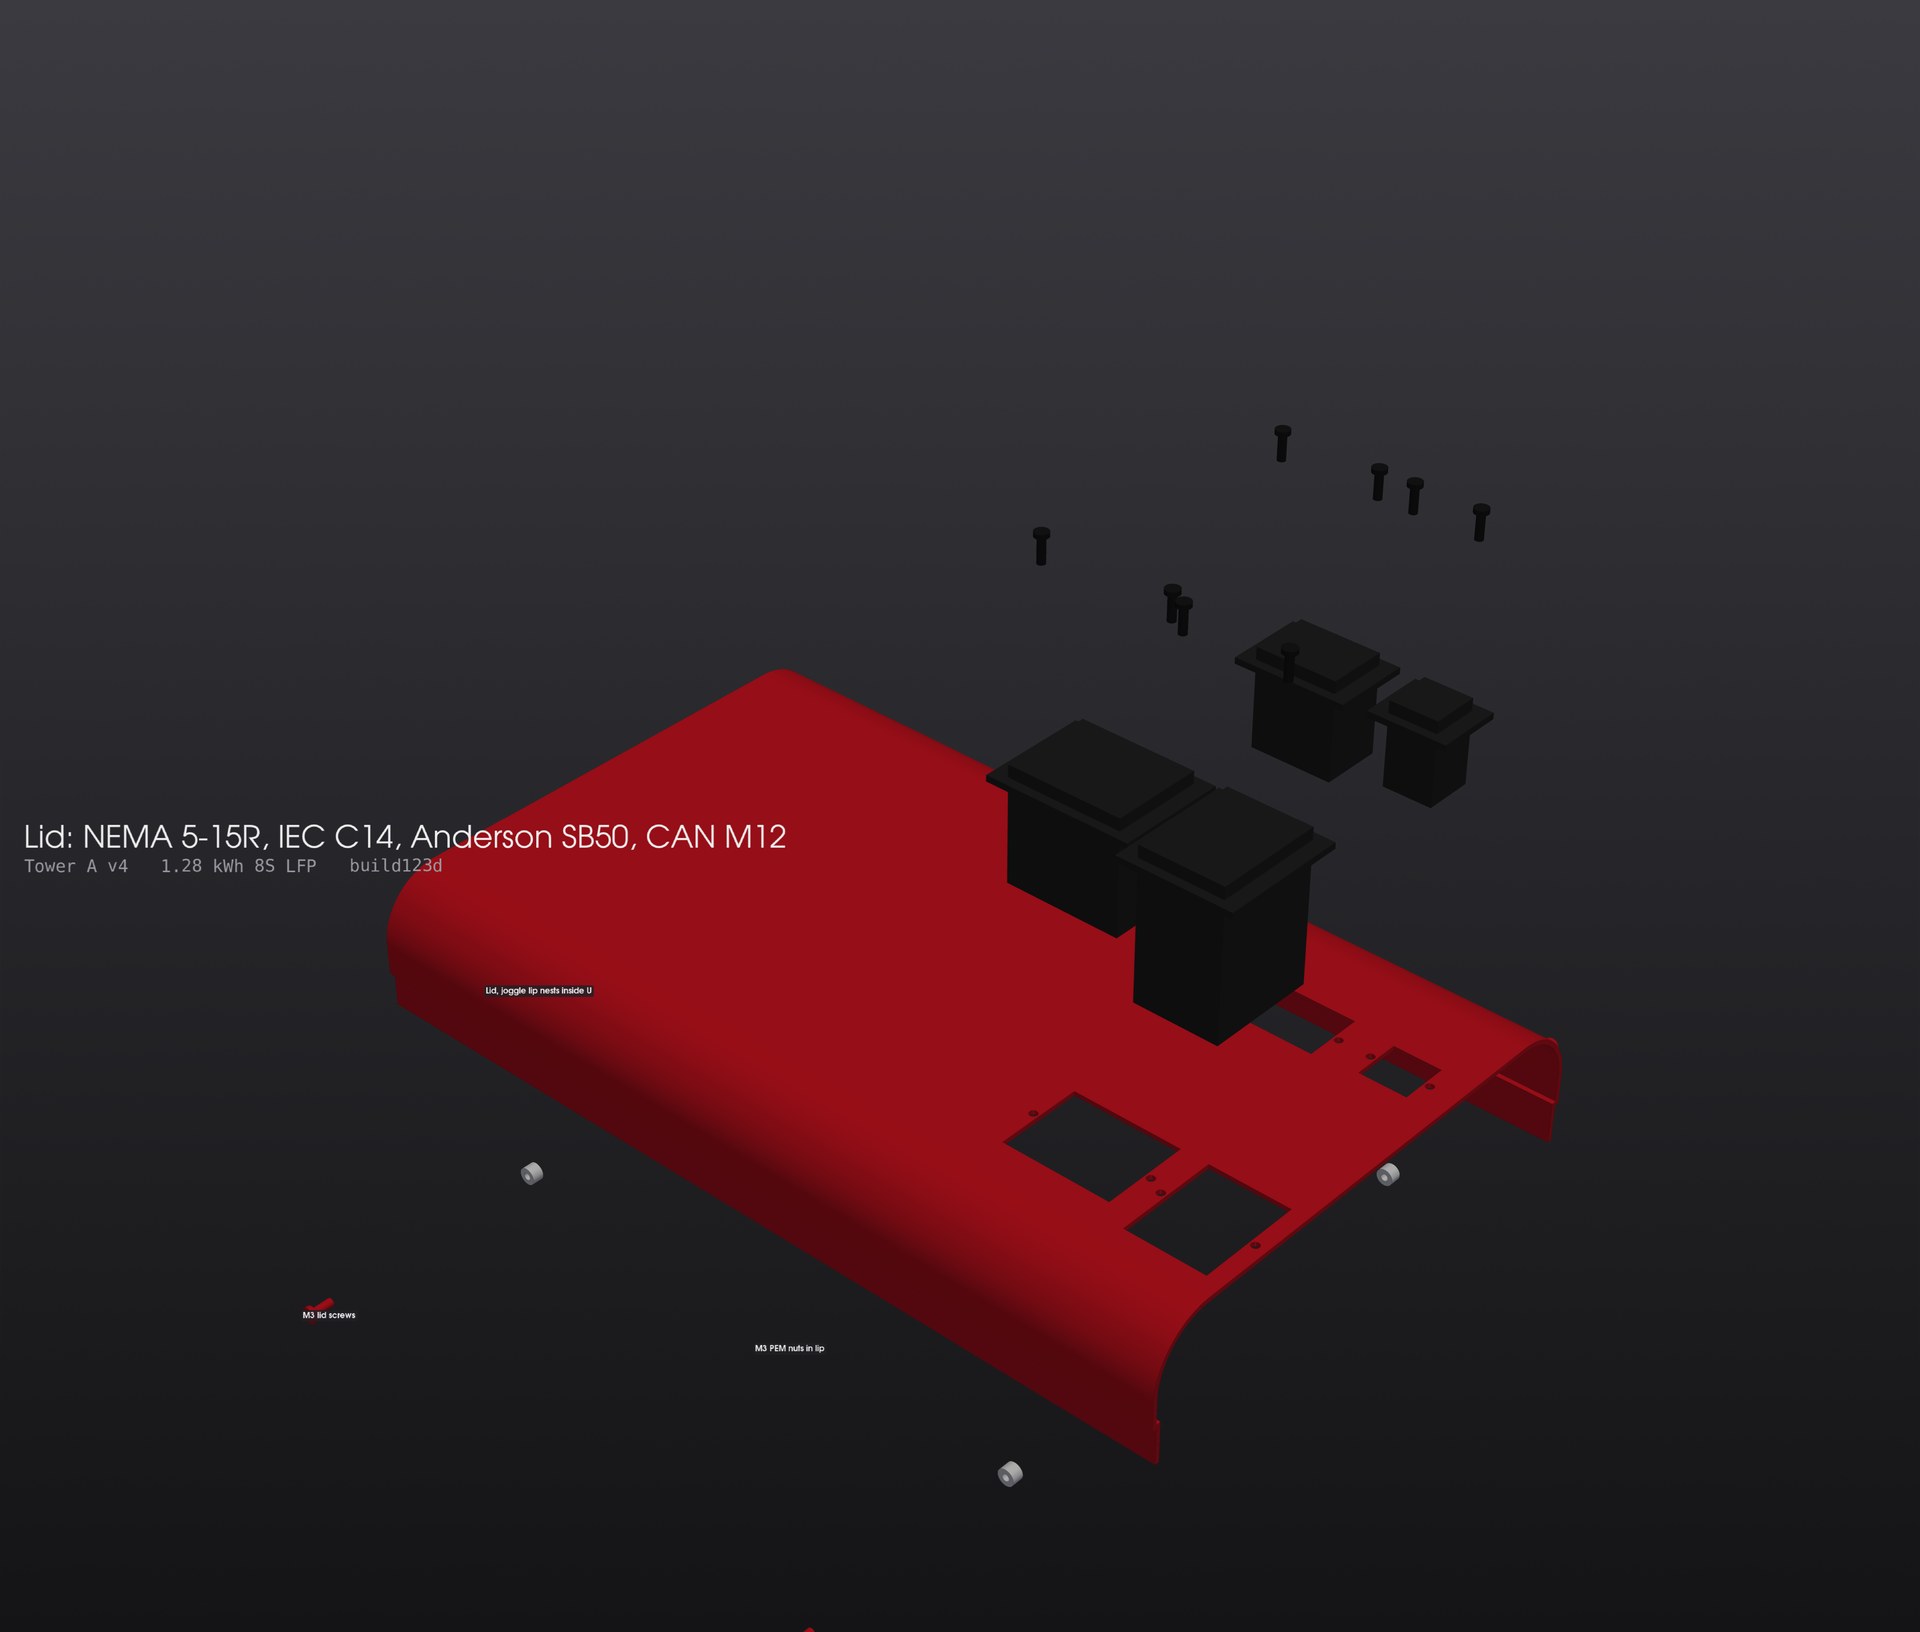 Lid: NEMA 5-15R, IEC C14, Anderson SB50, CAN M12
Tower A v4   1.28 kWh 8S LFP   build123d
Lid, joggle lip nests inside U
M3 lid screws
M3 PEM nuts in lip